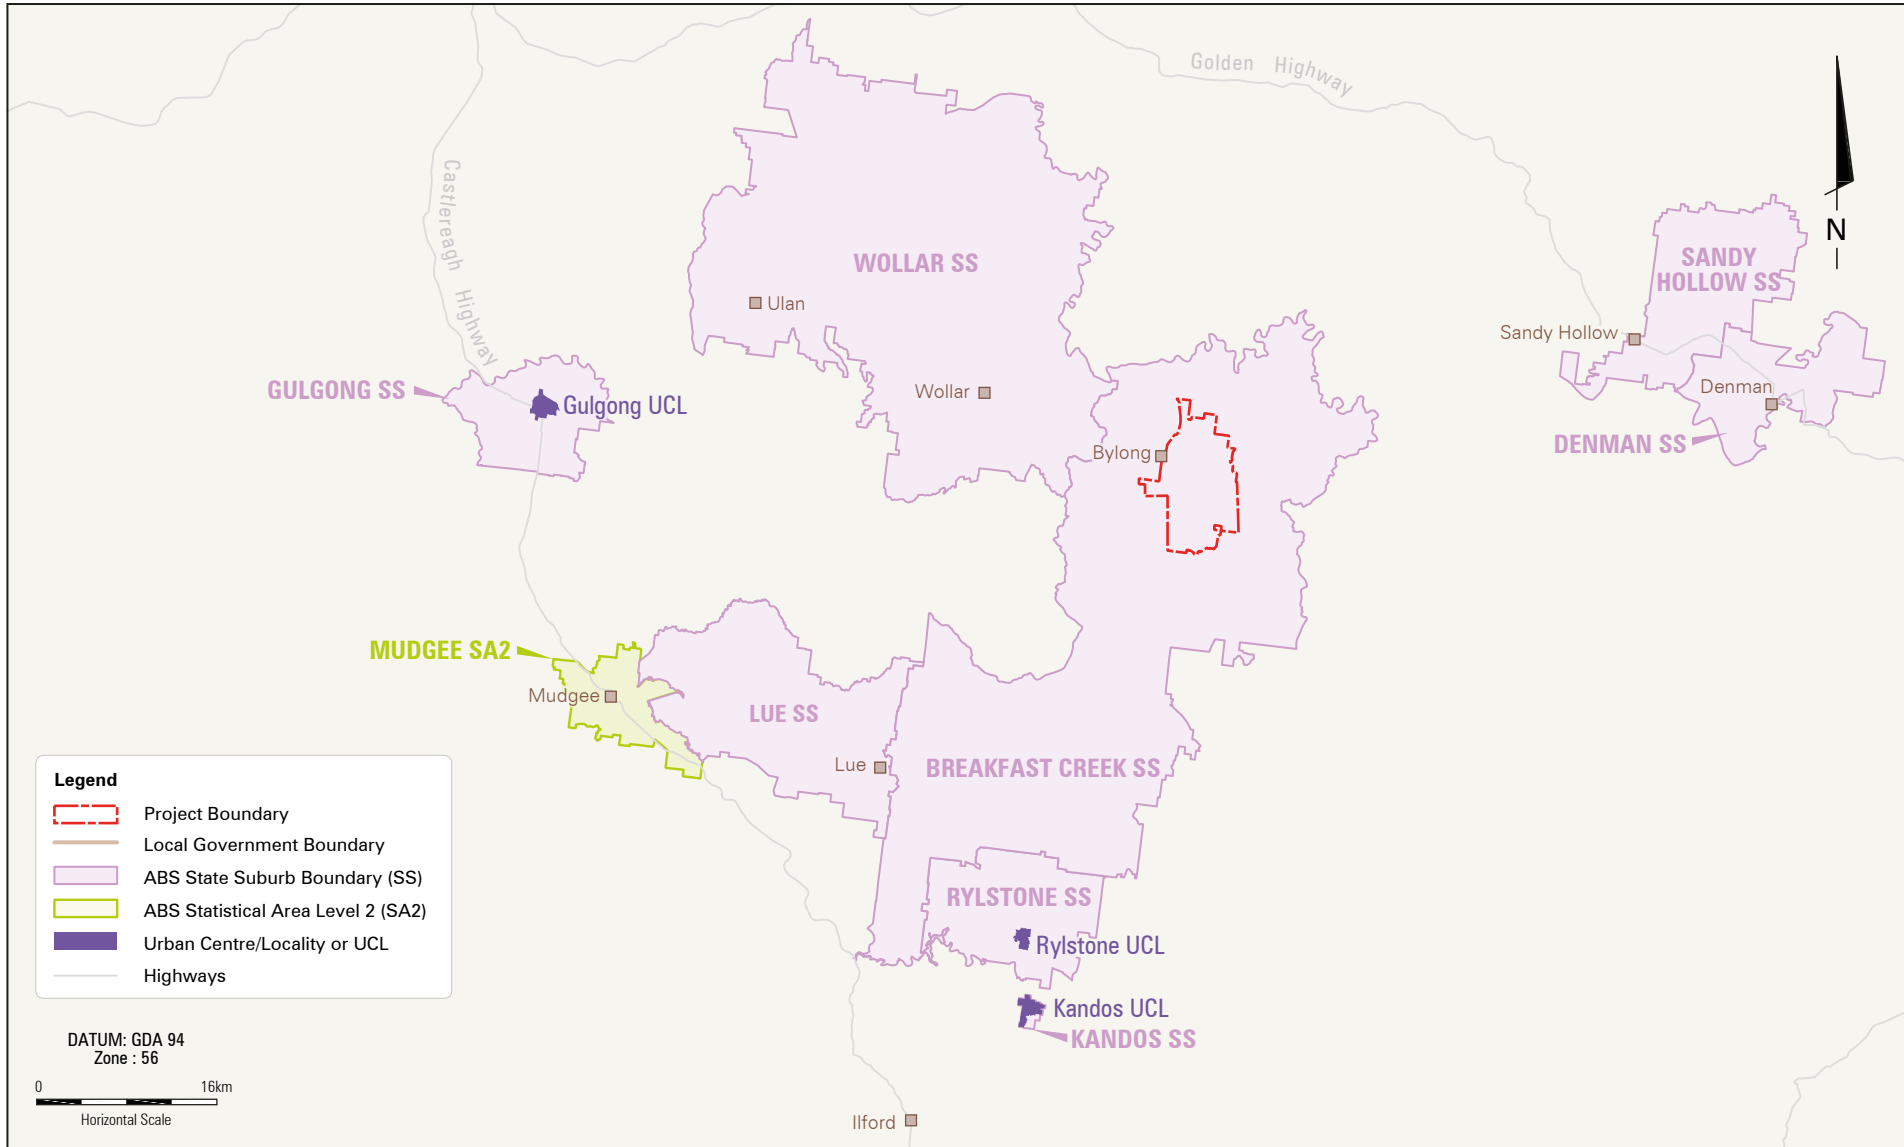 Golden Highway
Castlereagh Highway
N
WOLLAR SS
SANDY
HOLLOW SS
Ulan
Sandy Hollow
Wollar
Denman
GULGONG SS
Gulgong UCL
DENMAN SS
Bylong
MUDGEE SA2
Mudgee
LUE SS
Lue
BREAKFAST CREEK SS
RYLSTONE SS
Rylstone UCL
Kandos UCL
KANDOS SS
Ilford
Legend
Project Boundary
Local Government Boundary
ABS State Suburb Boundary (SS)
ABS Statistical Area Level 2 (SA2)
Urban Centre/Locality or UCL
Highways
DATUM: GDA 94
Zone : 56
0 16km
Horizontal Scale